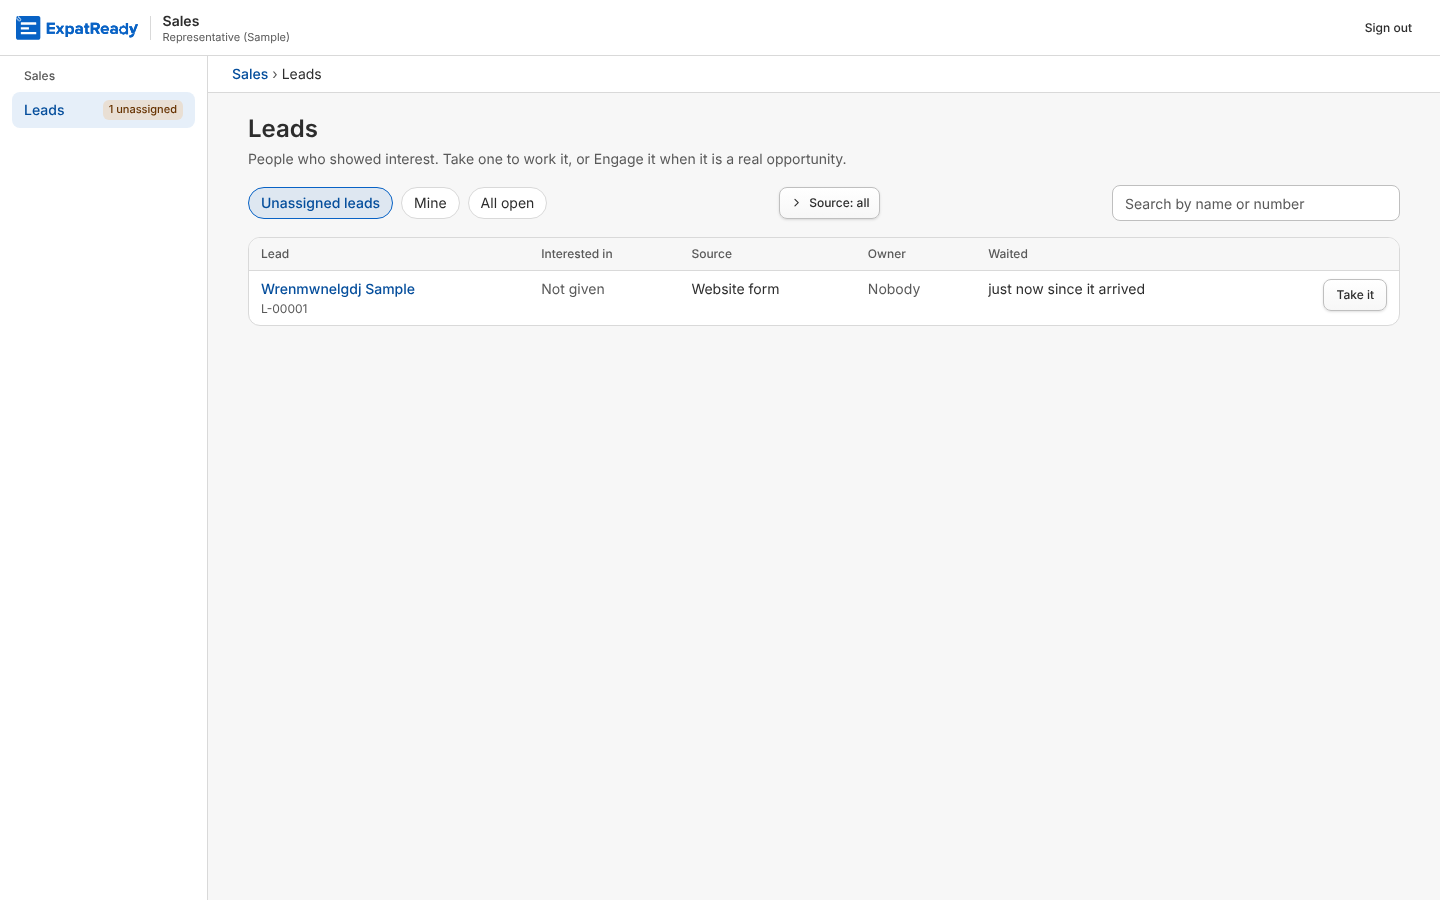 ExpatReady
Sales
Representative (Sample)
Sign out
Sales
Leads
1 unassigned
Sales › Leads
Leads
People who showed interest. Take one to work it, or Engage it when it is a real opportunity.
Unassigned leads
Mine
All open
Source: all
Search by name or number
Lead Interested in Source Owner Waited
Wrenmwnelgdj Sample Not given Website form Nobody just now since it arrived Take it
L-00001